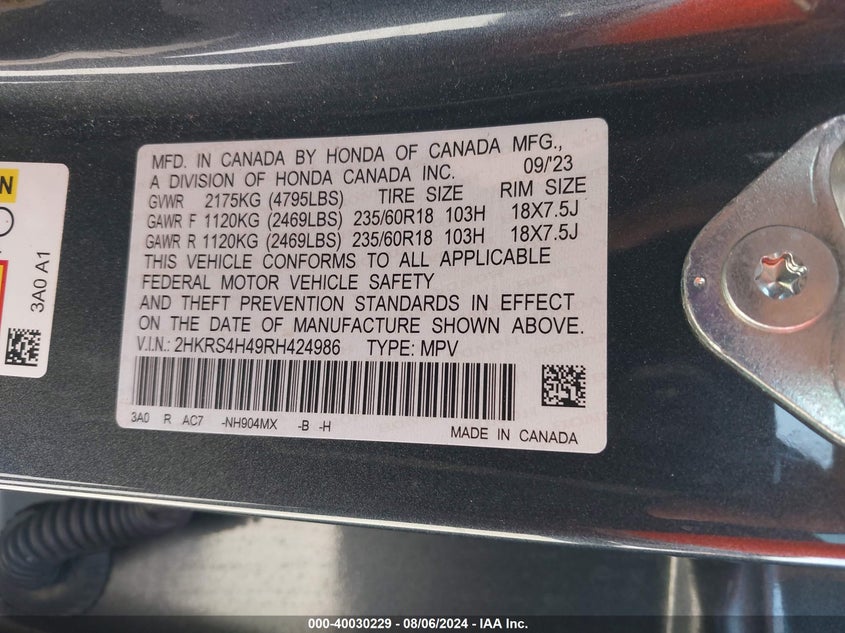 MFD. IN CANADA BY HONDA OF CANADA MFG.,
A DIVISION OF HONDA CANADA INC. 09/'23
GVWR 2175KG (4795LBS) TIRE SIZE RIM SIZE
GAWR F 1120KG (2469LBS) 235/60R18 103H 18X7.5J
GAWR R 1120KG (2469LBS) 235/60R18 103H 18X7.5J
THIS VEHICLE CONFORMS TO ALL APPLICABLE
FEDERAL MOTOR VEHICLE SAFETY
AND THEFT PREVENTION STANDARDS IN EFFECT
ON THE DATE OF MANUFACTURE SHOWN ABOVE.
V.I.N.: 2HKRS4H49RH424986 TYPE: MPV
3A0 R AC7 -NH904MX -B -H
MADE IN CANADA
3A0 A1
000-40030229 - 08/06/2024 - IAA Inc.